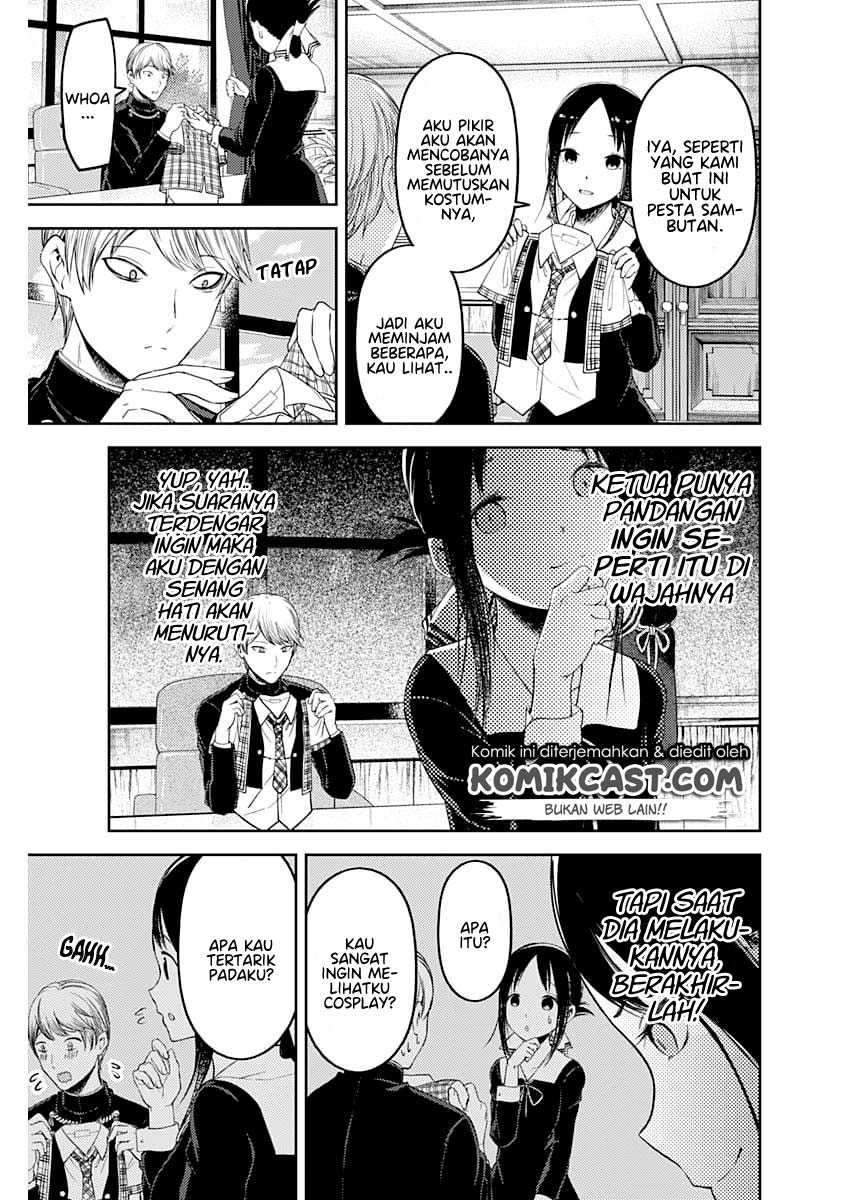 IYA, SEPERTI
YANG KAMI
BUAT INI
UNTUK
PESTA SAM-
BUTAN.
AKU PIKIR
AKU AKAN
MENCOBANYA
SEBELUM
MEMUTUSKAN
KOSTUM-
NYA,
JADI AKU
MEMINJAM
BEBERAPA,
KAU LIHAT..
WHOA
...
TATAP
KETUA PUNYA
PANDANGAN
INGIN SE-
PERTI ITU DI
WAJAHNYA
YUP, YAH..
JIKA SUARANYA
TERDENGAR
INGIN MAKA
AKU DENGAN
SENANG
HATI AKAN
MENURUTI-
NYA.
Komik ini diterjemahkan & diedit oleh
KOMIKCAST.COM
BUKAN WEB LAIN!!
TAPI SAAT
DIA MELAKU-
KANNYA,
BERAKHIR-
LAH!
APA
ITU?
KAU
SANGAT
INGIN ME-
LIHATKU
COSPLAY?
APA KAU
TERTARIK
PADAKU?
GAHH...